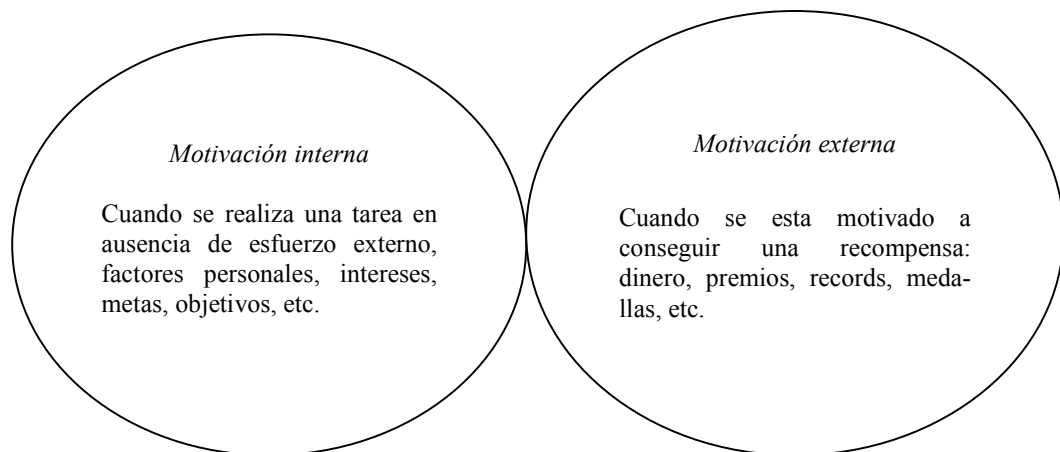 Motivación interna
Cuando se realiza una tarea en
ausencia de esfuerzo externo,
factores personales, intereses,
metas, objetivos, etc.
Motivación externa
Cuando se esta motivado a
conseguir una recompensa:
dinero, premios, records, meda-
llas, etc.